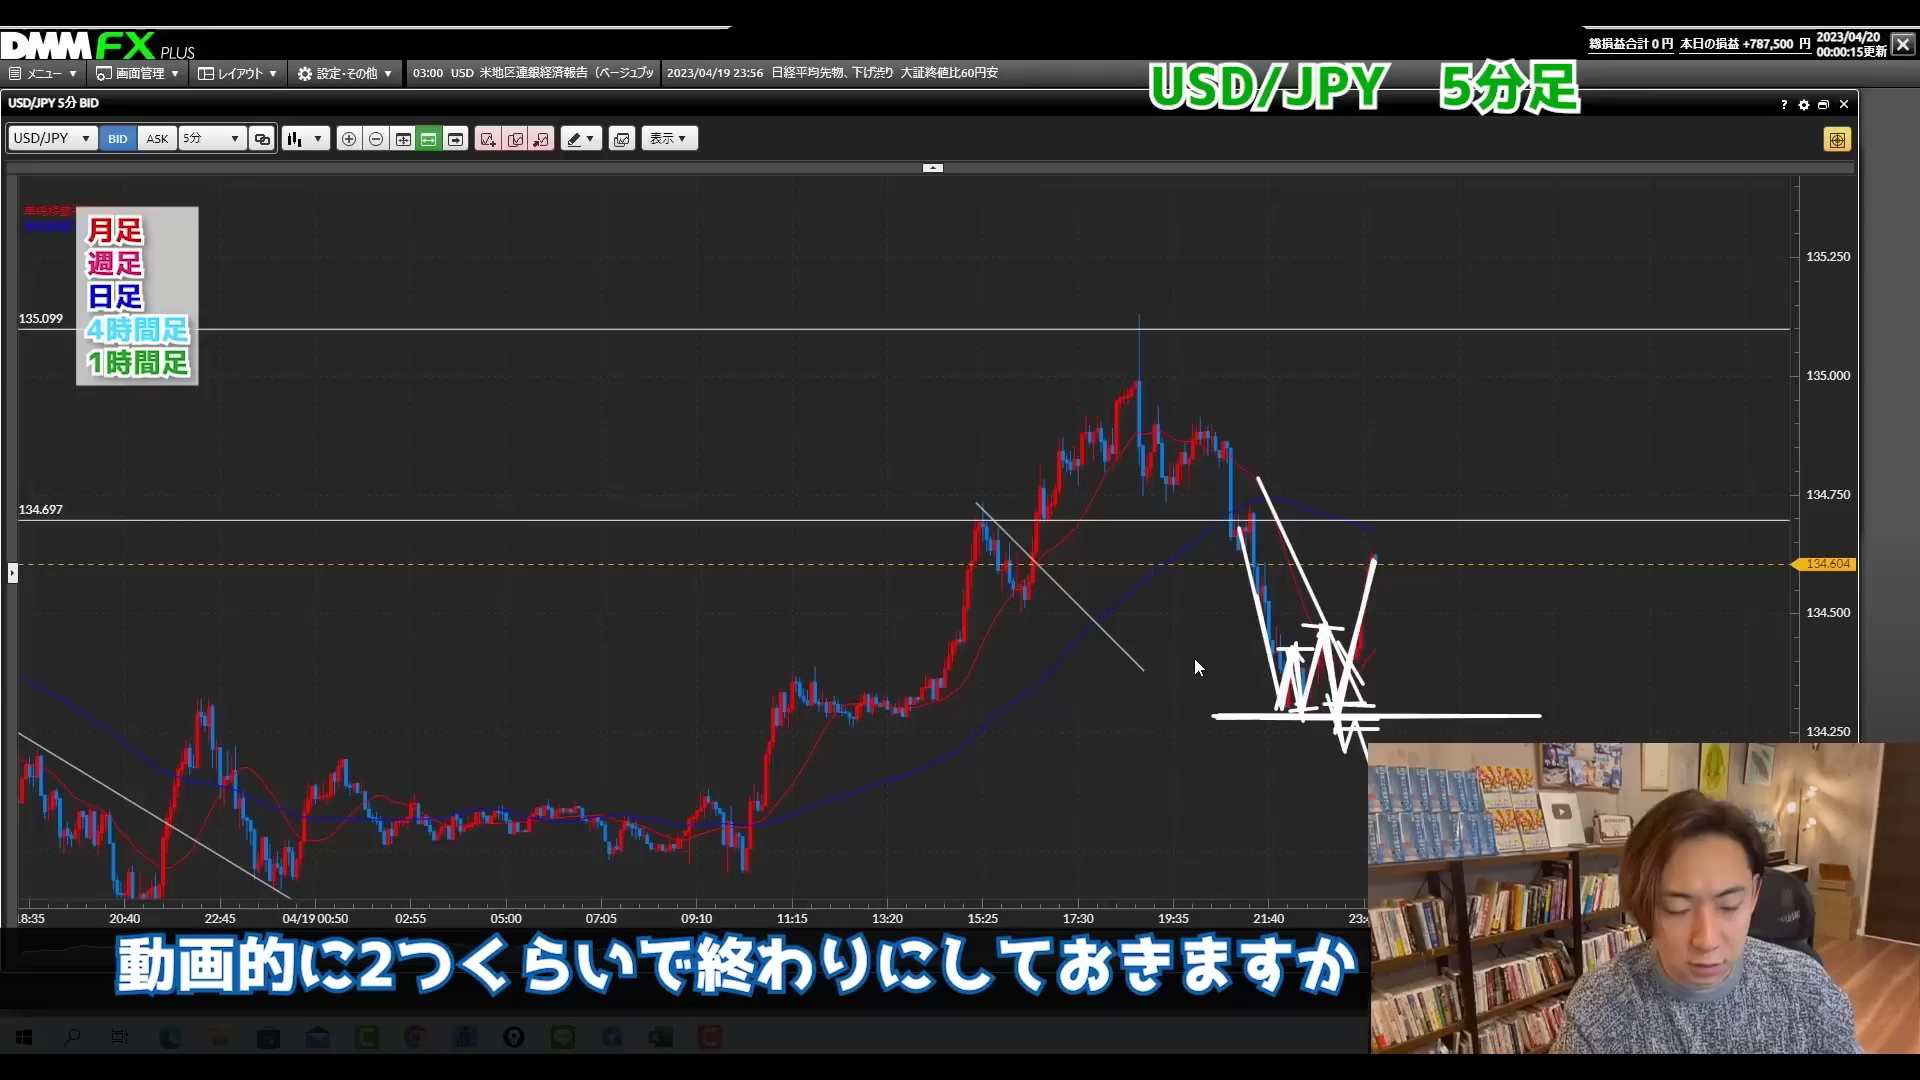 DMM FX PLUS
総損益合計 0 円 本日の損益 +787,500 円
2023/04/20
00:00:15更新
メニュー 画面管理 レイアウト 設定・その他
03:00 USD 米地区連銀経済報告（ベージュブッ
2023/04/19 23:56 日経平均先物、下げ渋り 大証終値比60円安
USD/JPY 5分足
USD/JPY 5分 BID
USD/JPY BID ASK 5分 表示
月足
週足
日足
4時間足
1時間足
135.250
135.099
135.000
134.750
134.697
134.604
134.500
134.250
18:35 20:40 22:45 04/19 00:50 02:55 05:00 07:05 09:10 11:15 13:20 15:25 17:30 19:35 21:40
動画的に2つくらいで終わりにしておきますか